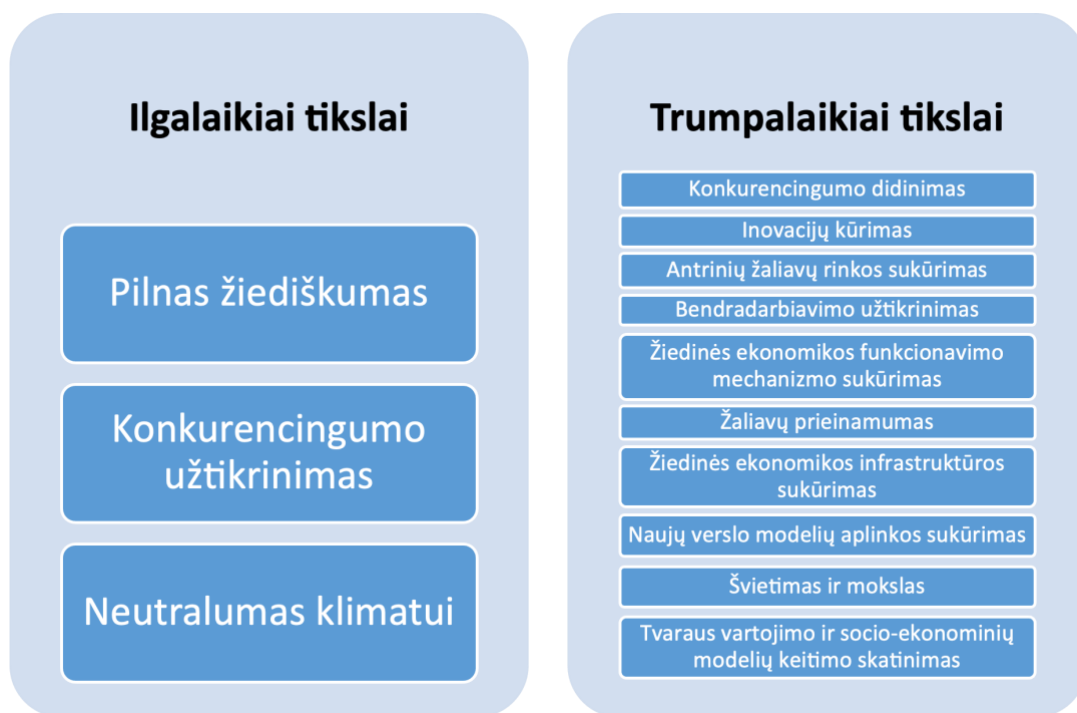 Ilgalaikiai tikslai
Pilnas žiediškumas
Konkurencingumo
užtikrinimas
Neutralumas klimatui
Trumpalaikiai tikslai
Konkurencingumo didinimas
Inovacijų kūrimas
Antrinių žaliavų rinkos sukūrimas
Bendradarbiavimo užtikrinimas
Žiedinės ekonomikos funkcionavimo
mechanizmo sukūrimas
Žaliavų prieinamumas
Žiedinės ekonomikos infrastruktūros
sukūrimas
Naujų verslo modelių aplinkos sukūrimas
Švietimas ir mokslas
Tvaraus vartojimo ir socio-ekonominių
modelių keitimo skatinimas